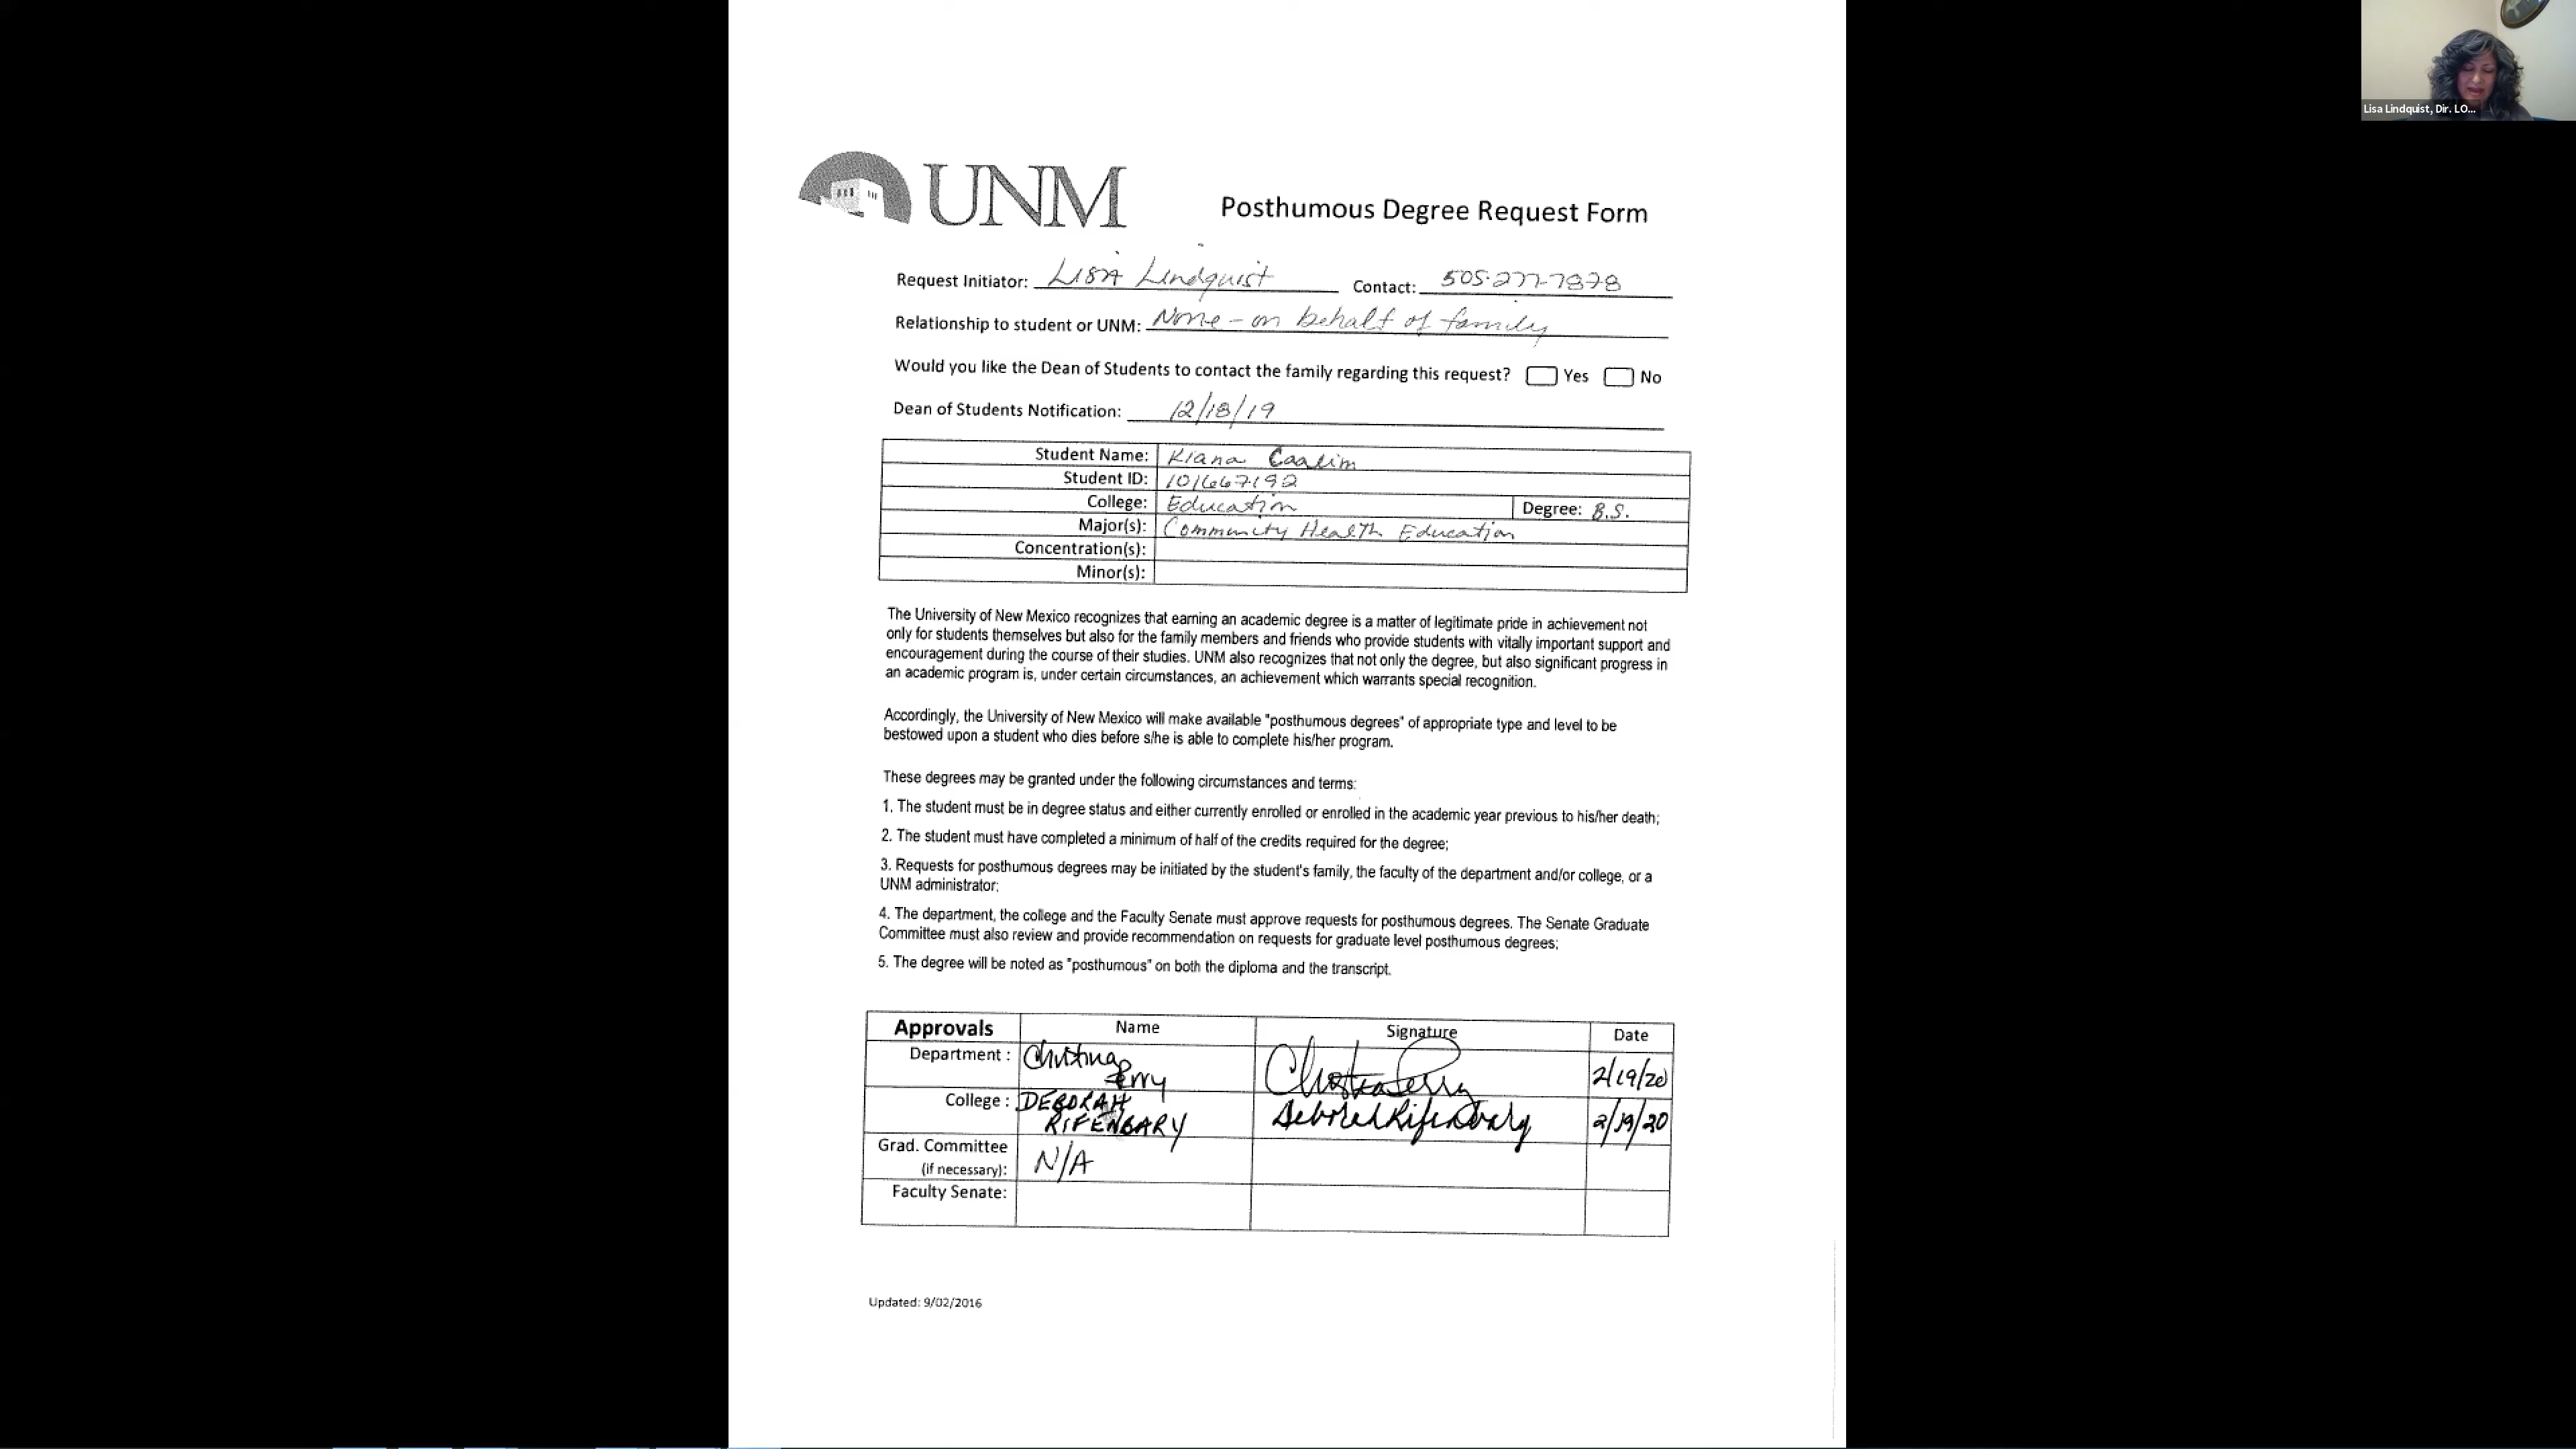 Lisa Lindquist, Dir. LO...
UNM
Posthumous Degree Request Form
Request Initiator: Lisa Lindquist Contact: 505-277-7878
Relationship to student or UNM: None - on behalf of family
Would you like the Dean of Students to contact the family regarding this request? Yes No
Dean of Students Notification: 12/18/19
Student Name: Kiana Caalim
Student ID: 101667192
College: Education Degree: B.S.
Major(s): Community Health Education
Concentration(s):
Minor(s):
The University of New Mexico recognizes that earning an academic degree is a matter of legitimate pride in achievement not
only for students themselves but also for the family members and friends who provide students with vitally important support and
encouragement during the course of their studies. UNM also recognizes that not only the degree, but also significant progress in
an academic program is, under certain circumstances, an achievement which warrants special recognition.
Accordingly, the University of New Mexico will make available "posthumous degrees" of appropriate type and level to be
bestowed upon a student who dies before s/he is able to complete his/her program.
These degrees may be granted under the following circumstances and terms:
1. The student must be in degree status and either currently enrolled or enrolled in the academic year previous to his/her death;
2. The student must have completed a minimum of half of the credits required for the degree;
3. Requests for posthumous degrees may be initiated by the student's family, the faculty of the department and/or college, or a
UNM administrator;
4. The department, the college and the Faculty Senate must approve requests for posthumous degrees. The Senate Graduate
Committee must also review and provide recommendation on requests for graduate level posthumous degrees;
5. The degree will be noted as "posthumous" on both the diploma and the transcript.
Approvals Name Signature Date
Department: Christina Perry Christina Perry 2/19/20
College: DEBORAH RIFENBARY Deborah Rifenbary 2/19/20
Grad. Committee
(if necessary): N/A
Faculty Senate:
Updated: 9/02/2016